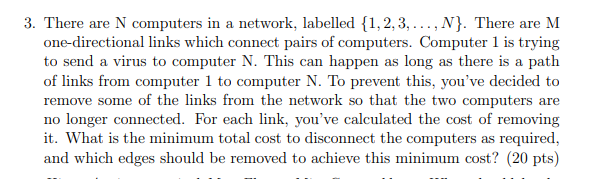 3. There are N computers in a network, labelled {1, 2, 3, . . . , N}. There are M
one-directional links which connect pairs of computers. Computer 1 is trying
to send a virus to computer N. This can happen as long as there is a path
of links from computer 1 to computer N. To prevent this, you've decided to
remove some of the links from the network so that the two computers are
no longer connected. For each link, you've calculated the cost of removing
it. What is the minimum total cost to disconnect the computers as required,
and which edges should be removed to achieve this minimum cost? (20 pts)